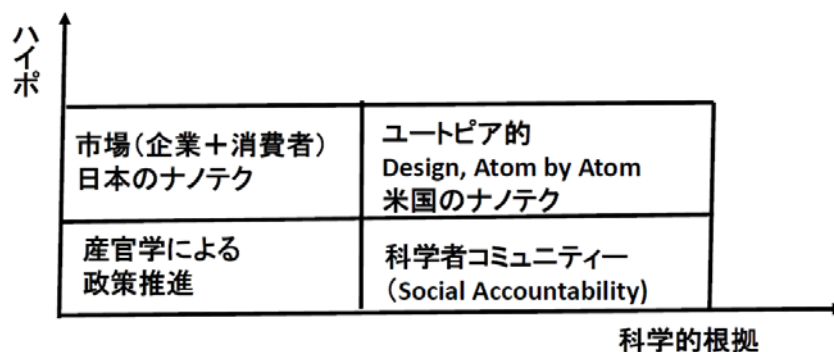 ハイポ
市場(企業＋消費者)
日本のナノテク
ユートピア的
Design, Atom by Atom
米国のナノテク
産官学による
政策推進
科学者コミュニティー
（Social Accountability)
科学的根拠